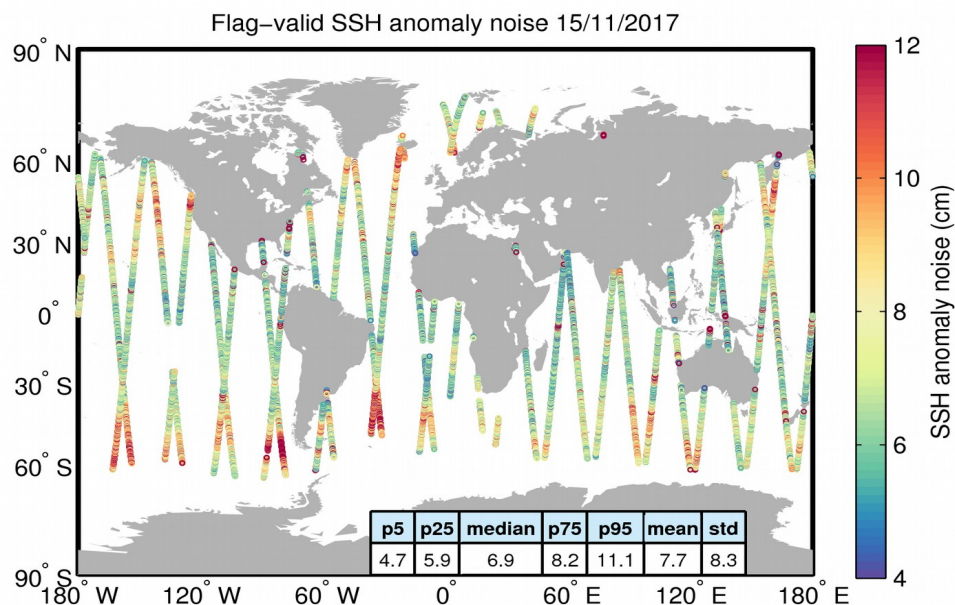 Flag−valid SSH anomaly noise 15/11/2017
90° N
60° N
30° N
0°
30° S
60° S
90° S
180° W
120° W
60° W
0°
60° E
120° E
180° E
12
10
8
6
4
SSH anomaly noise (cm)
p5 p25 median p75 p95 mean std
4.7 5.9 6.9 8.2 11.1 7.7 8.3